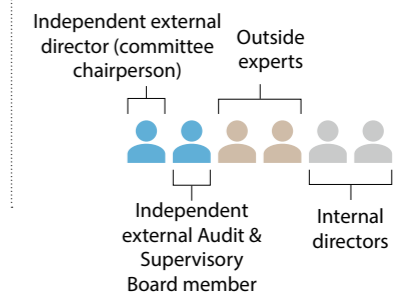 Independent external
director (committee
chairperson)
Outside
experts
Independent
external Audit &
Supervisory
Board member
Internal
directors